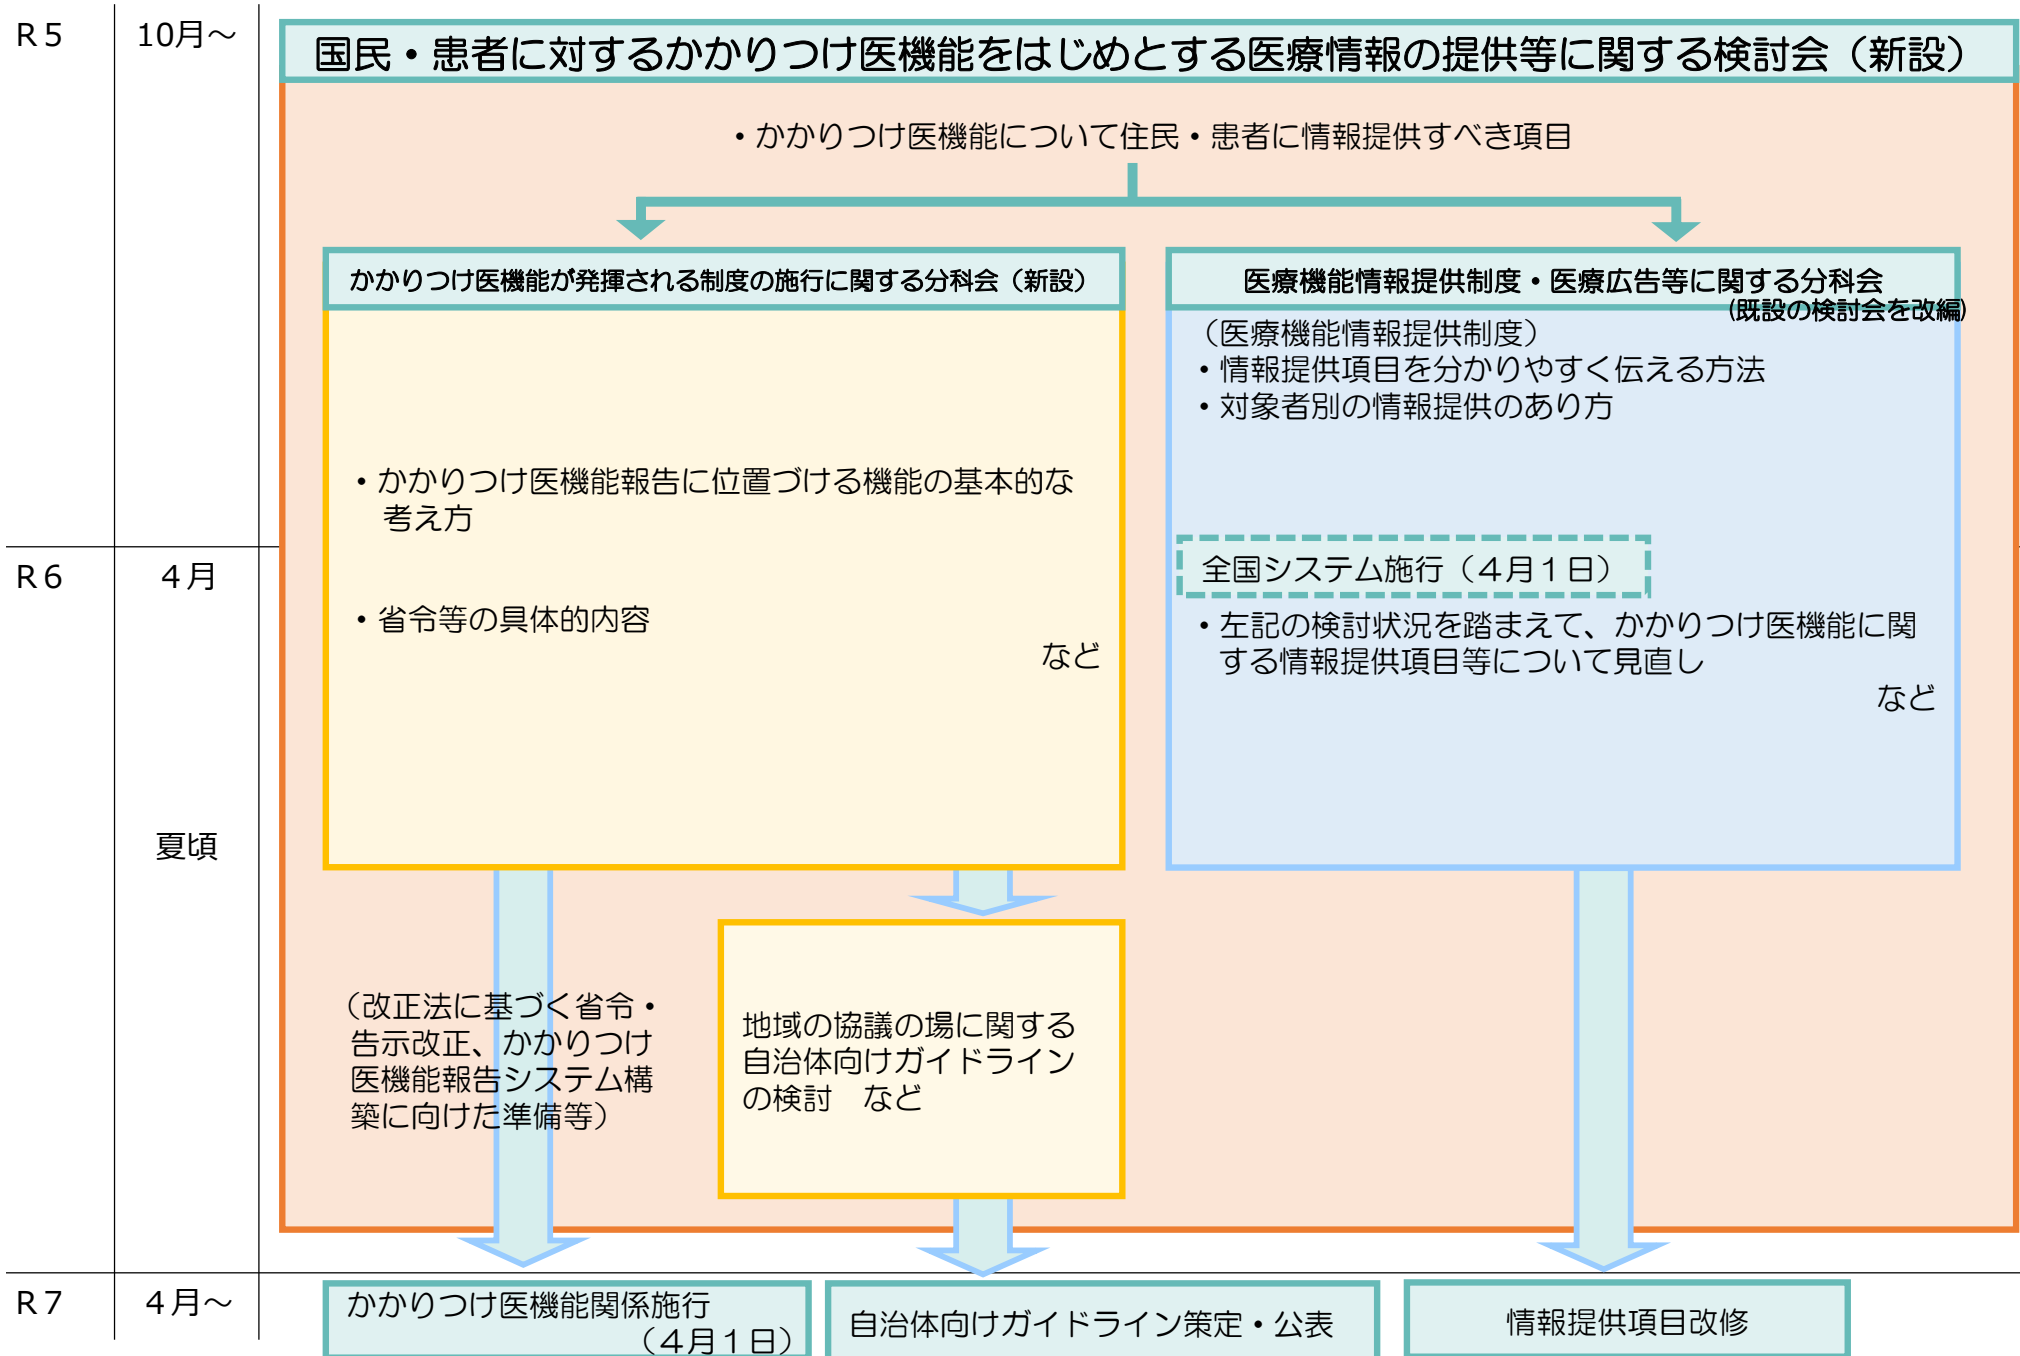 R5
10月～
国民・患者に対するかかりつけ医機能をはじめとする医療情報の提供等に関する検討会（新設）
・かかりつけ医機能について住民・患者に情報提供すべき項目
かかりつけ医機能が発揮される制度の施行に関する分科会（新設）
・かかりつけ医機能報告に位置づける機能の基本的な
考え方
医療機能情報提供制度・医療広告等に関する分科会
(既設の検討会を改編)
（医療機能情報提供制度）
・情報提供項目を分かりやすく伝える方法
・対象者別の情報提供のあり方
R6
4月
・省令等の具体的内容
など
全国システム施行（4月1日）
・左記の検討状況を踏まえて、かかりつけ医機能に関
する情報提供項目等について見直し
など
夏頃
（改正法に基づく省令・
告示改正、かかりつけ
医機能報告システム構
築に向けた準備等）
地域の協議の場に関する
自治体向けガイドライン
の検討　など
R7
4月～
かかりつけ医機能関係施行
（4月1日）
自治体向けガイドライン策定・公表
情報提供項目改修